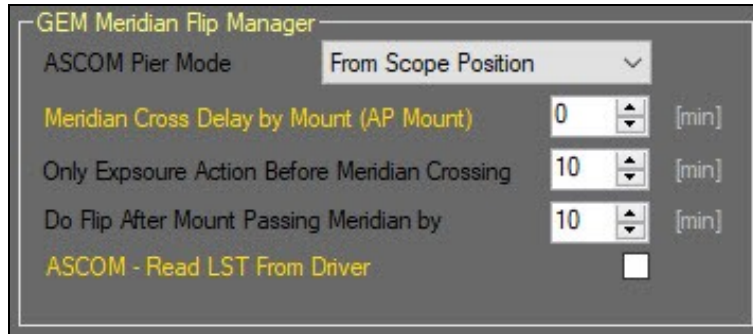 GEM Meridian Flip Manager
ASCOM Pier Mode From Scope Position
Meridian Cross Delay by Mount (AP Mount) 0 [min]
Only Expsoure Action Before Meridian Crossing 10 [min]
Do Flip After Mount Passing Meridian by 10 [min]
ASCOM - Read LST From Driver